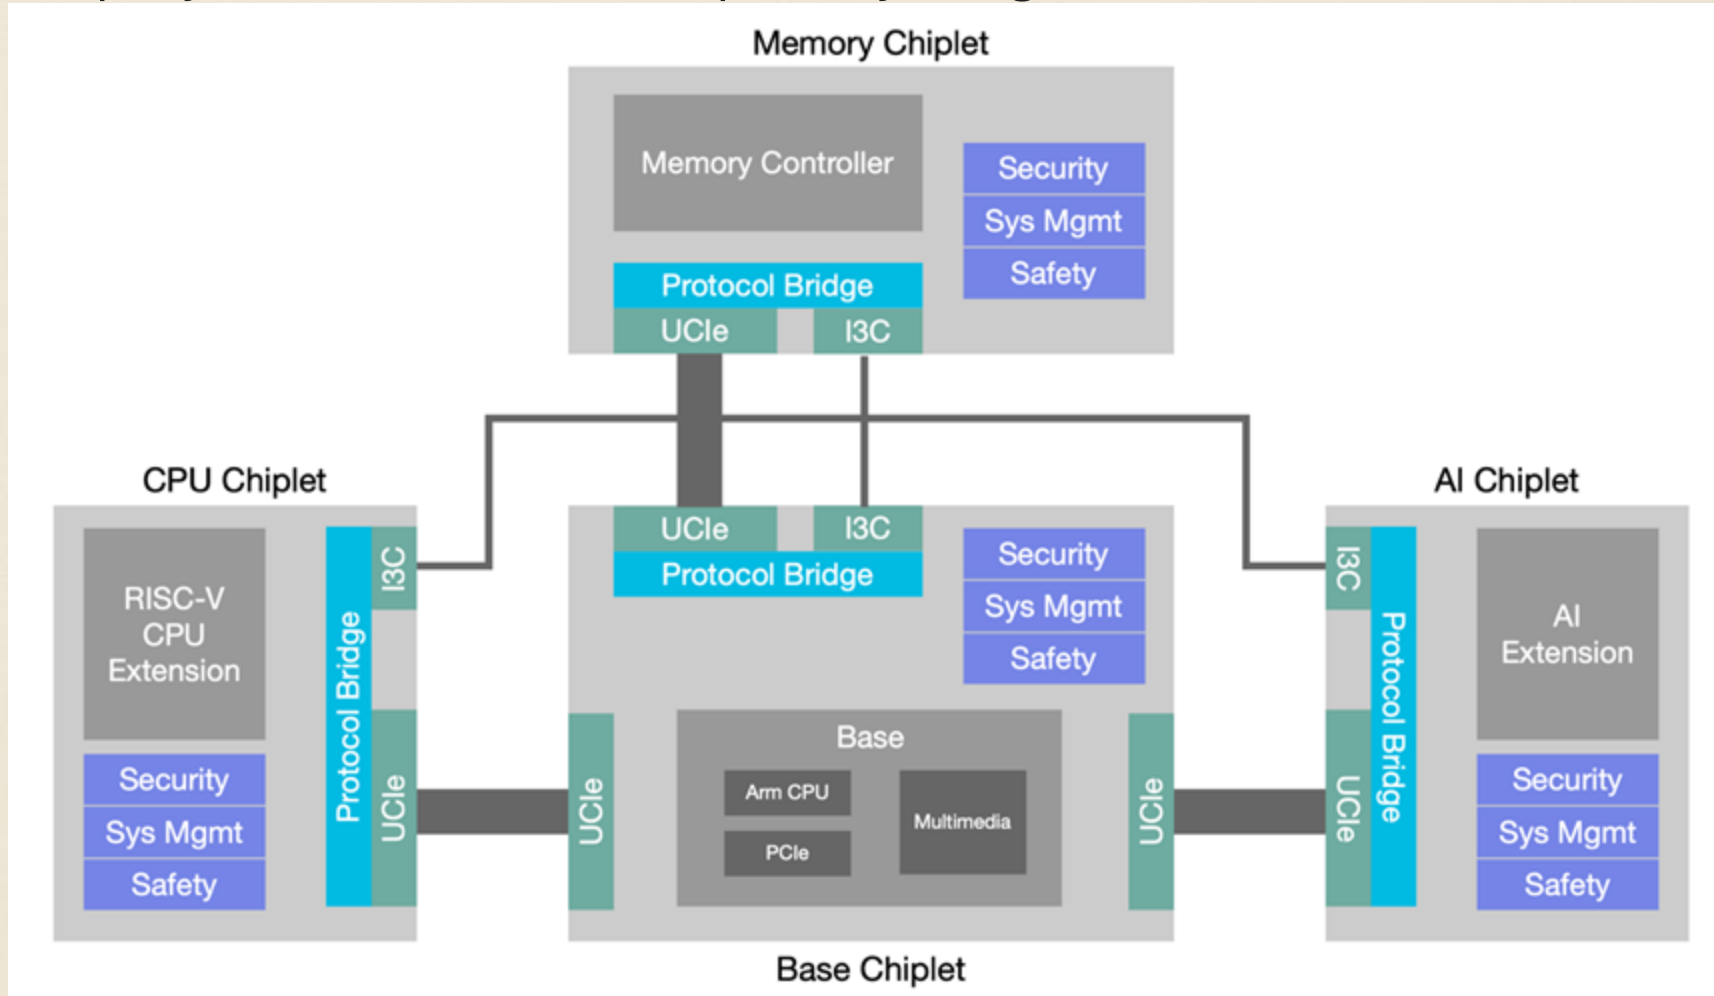 Memory Chiplet
Memory Controller
Security
Sys Mgmt
Safety
Protocol Bridge
UCIe
I3C
CPU Chiplet
RISC-V
CPU
Extension
Security
Sys Mgmt
Safety
Protocol Bridge
I3C
UCIe
UCIe
I3C
Protocol Bridge
Security
Sys Mgmt
Safety
UCIe
Base
Arm CPU
PCIe
Multimedia
UCIe
Base Chiplet
AI Chiplet
I3C
UCIe
Protocol Bridge
AI
Extension
Security
Sys Mgmt
Safety